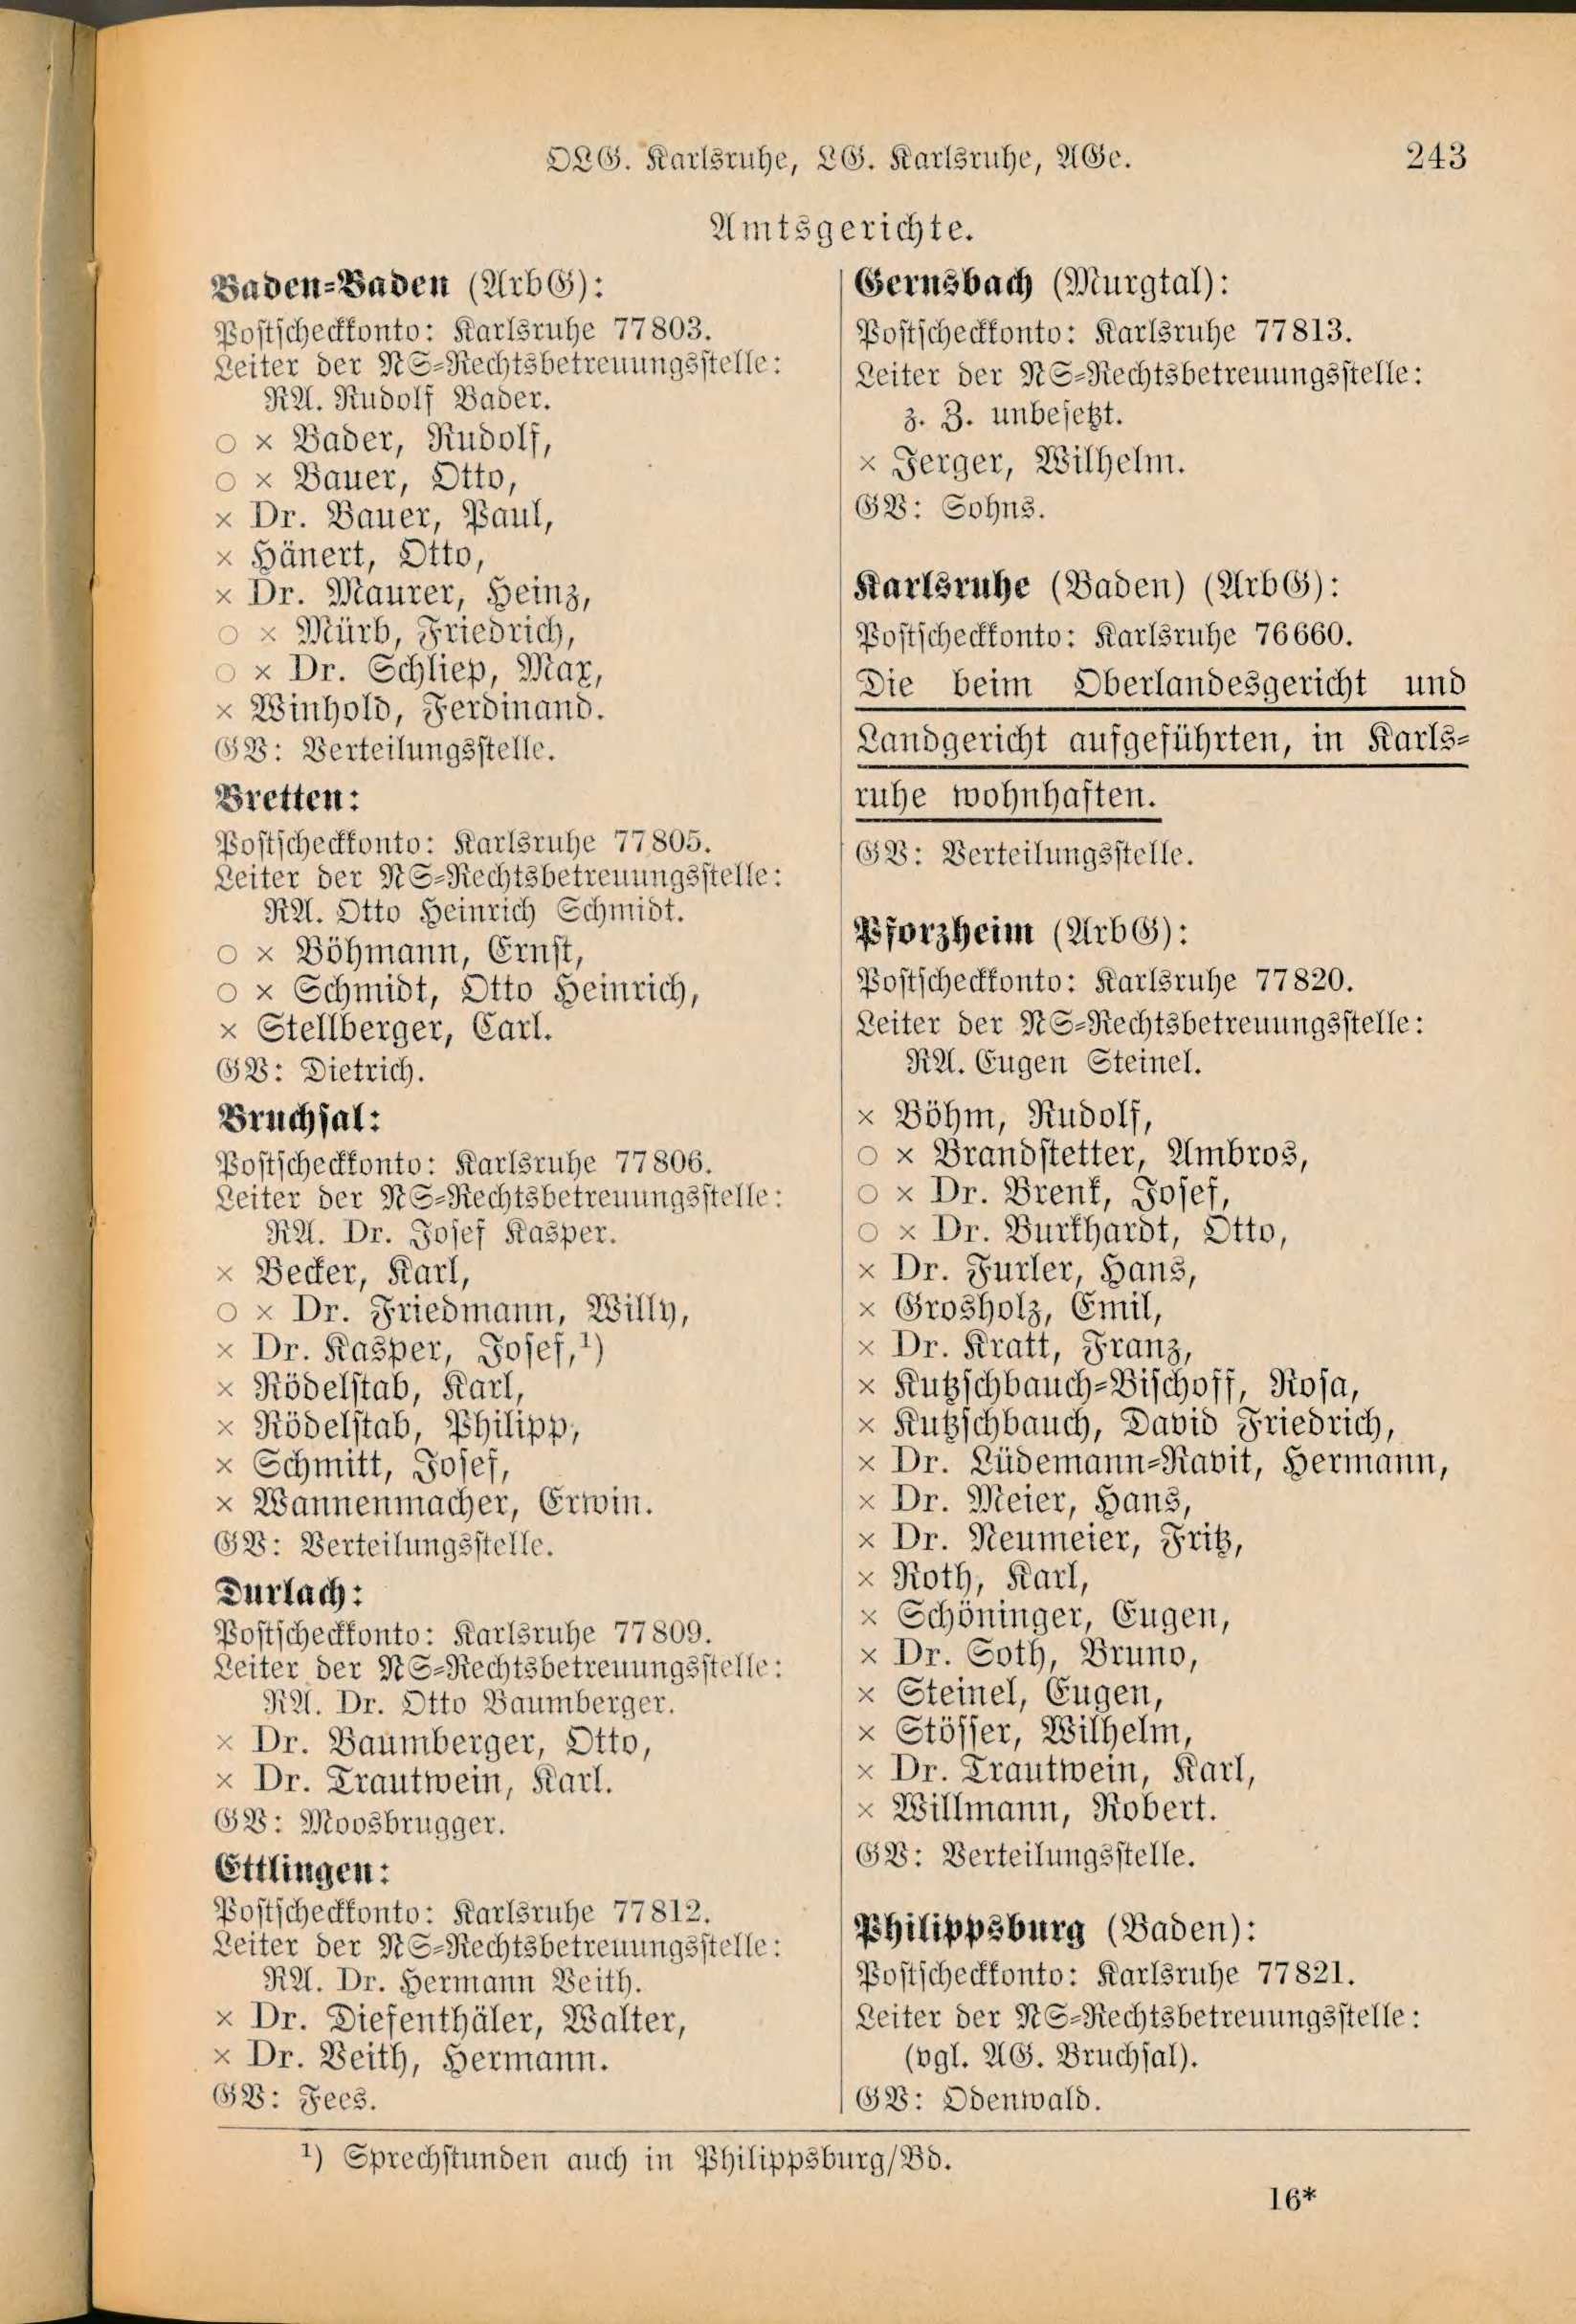 OLG. Karlsruhe, LG. Karlsruhe, AGe.
243
Amtsgerichte.
Baden-Baden (ArbG):
Postscheckkonto: Karlsruhe 77803.
Leiter der NS-Rechtsbetreuungsstelle:
RA. Rudolf Bader.
○ × Bader, Rudolf,
○ × Bauer, Otto,
× Dr. Bauer, Paul,
× Hänert, Otto,
× Dr. Maurer, Heinz,
○ × Mürb, Friedrich,
○ × Dr. Schliep, Max,
× Winhold, Ferdinand.
GV: Verteilungsstelle.
Bretten:
Postscheckkonto: Karlsruhe 77805.
Leiter der NS-Rechtsbetreuungsstelle:
RA. Otto Heinrich Schmidt.
○ × Böhmann, Ernst,
○ × Schmidt, Otto Heinrich,
× Stellberger, Carl.
GV: Dietrich.
Bruchsal:
Postscheckkonto: Karlsruhe 77806.
Leiter der NS-Rechtsbetreuungsstelle:
RA. Dr. Josef Kasper.
× Becker, Karl,
○ × Dr. Friedmann, Willy,
× Dr. Kasper, Josef,¹)
× Rödelstab, Karl,
× Rödelstab, Philipp,
× Schmitt, Josef,
× Wannenmacher, Erwin.
GV: Verteilungsstelle.
Durlach:
Postscheckkonto: Karlsruhe 77809.
Leiter der NS-Rechtsbetreuungsstelle:
RA. Dr. Otto Baumberger.
× Dr. Baumberger, Otto,
× Dr. Trautwein, Karl.
GV: Moosbrugger.
Ettlingen:
Postscheckkonto: Karlsruhe 77812.
Leiter der NS-Rechtsbetreuungsstelle:
RA. Dr. Hermann Veith.
× Dr. Diefenthäler, Walter,
× Dr. Veith, Hermann.
GV: Fees.
Gernsbach (Murgtal):
Postscheckkonto: Karlsruhe 77813.
Leiter der NS-Rechtsbetreuungsstelle:
z. Z. unbesetzt.
× Jerger, Wilhelm.
GV: Sohns.
Karlsruhe (Baden) (ArbG):
Postscheckkonto: Karlsruhe 76660.
Die beim Oberlandesgericht und
Landgericht aufgeführten, in Karls-
ruhe wohnhaften.
GV: Verteilungsstelle.
Pforzheim (ArbG):
Postscheckkonto: Karlsruhe 77820.
Leiter der NS-Rechtsbetreuungsstelle:
RA. Eugen Steinel.
× Böhm, Rudolf,
○ × Brandstetter, Ambros,
○ × Dr. Brenk, Josef,
○ × Dr. Burkhardt, Otto,
× Dr. Furler, Hans,
× Grosholz, Emil,
× Dr. Kratt, Franz,
× Kutzschbauch-Bischoff, Rosa,
× Kutzschbauch, David Friedrich,
× Dr. Lüdemann-Ravit, Hermann,
× Dr. Meier, Hans,
× Dr. Neumeier, Fritz,
× Roth, Karl,
× Schöninger, Eugen,
× Dr. Soth, Bruno,
× Steinel, Eugen,
× Stösser, Wilhelm,
× Dr. Trautwein, Karl,
× Willmann, Robert.
GV: Verteilungsstelle.
Philippsburg (Baden):
Postscheckkonto: Karlsruhe 77821.
Leiter der NS-Rechtsbetreuungsstelle:
(vgl. AG. Bruchsal).
GV: Odenwald.
¹) Sprechstunden auch in Philippsburg/Bd.
16*